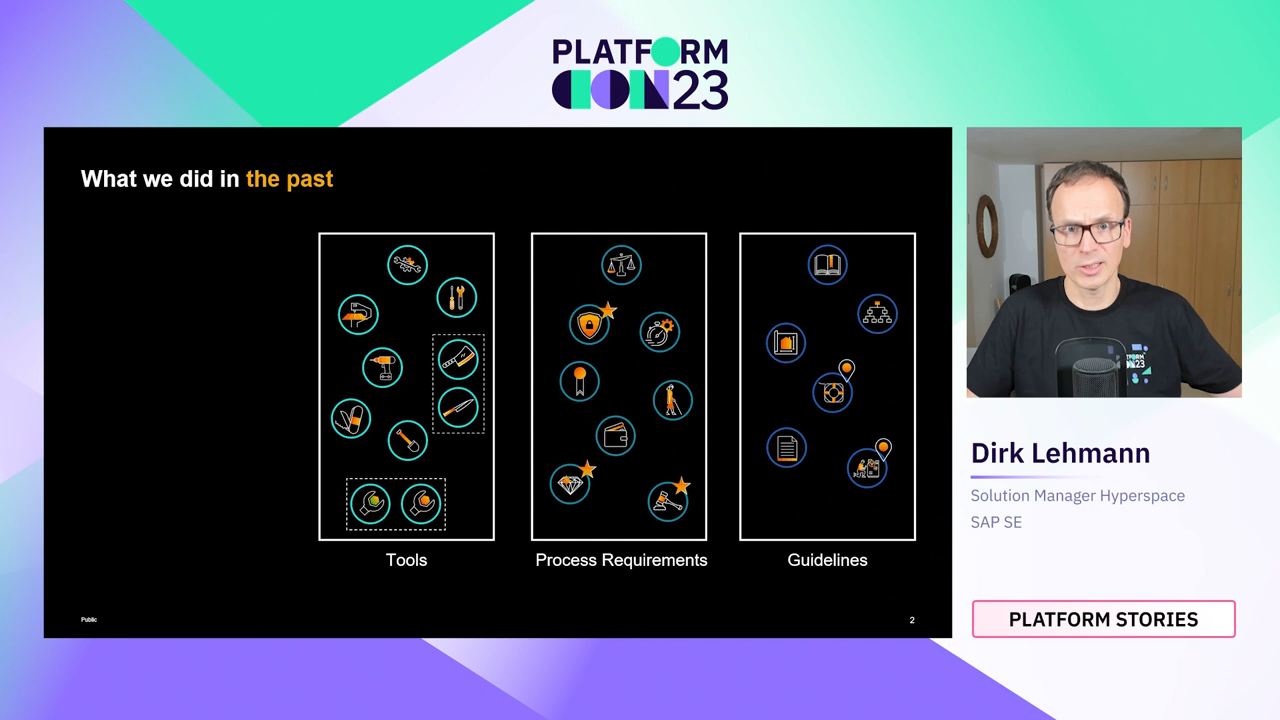 PLATFORM
CON23
What we did in the past
Tools
Process Requirements
Guidelines
Public
2
Dirk Lehmann
Solution Manager Hyperspace
SAP SE
PLATFORM STORIES